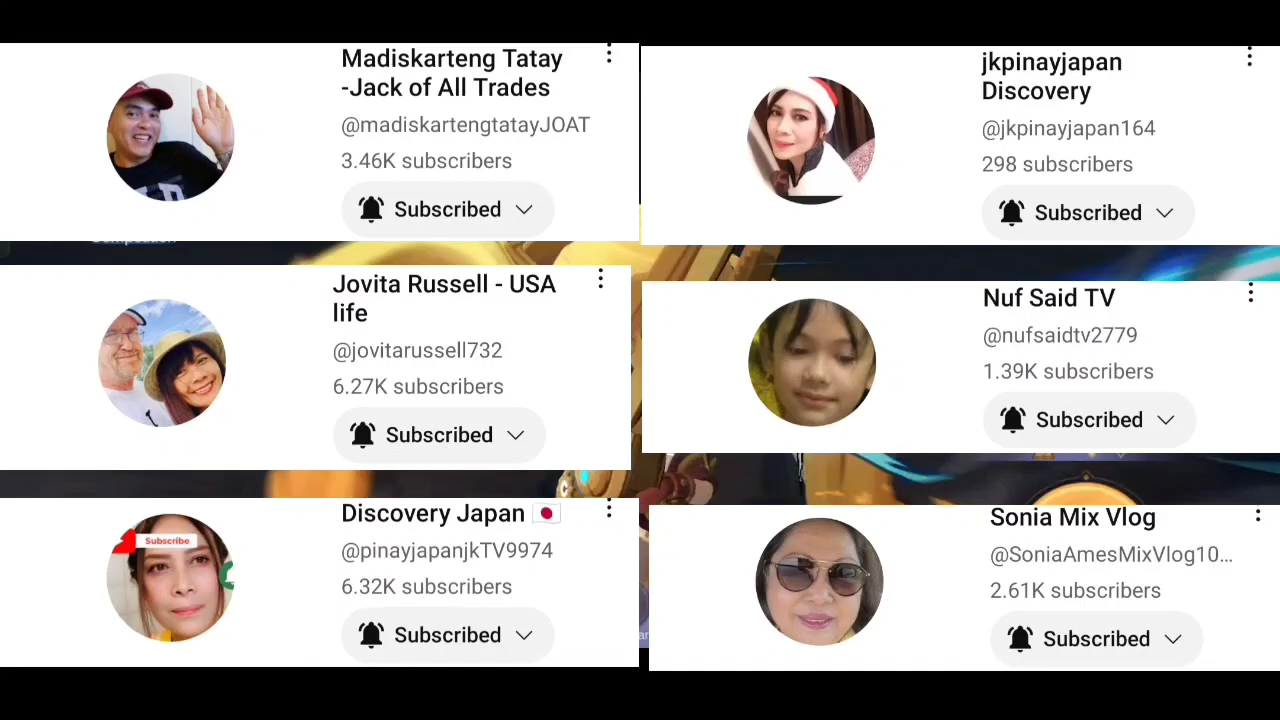 Madiskarteng Tatay
-Jack of All Trades
@madiskartengtatayJOAT
3.46K subscribers
Subscribed
jkpinayjapan
Discovery
@jkpinayjapan164
298 subscribers
Subscribed
Jovita Russell - USA
life
@jovitarussell732
6.27K subscribers
Subscribed
Nuf Said TV
@nufsaidtv2779
1.39K subscribers
Subscribed
Discovery Japan 🇯🇵
@pinayjapanjkTV9974
6.32K subscribers
Subscribed
Subscribe
Sonia Mix Vlog
@SoniaAmesMixVlog10...
2.61K subscribers
Subscribed